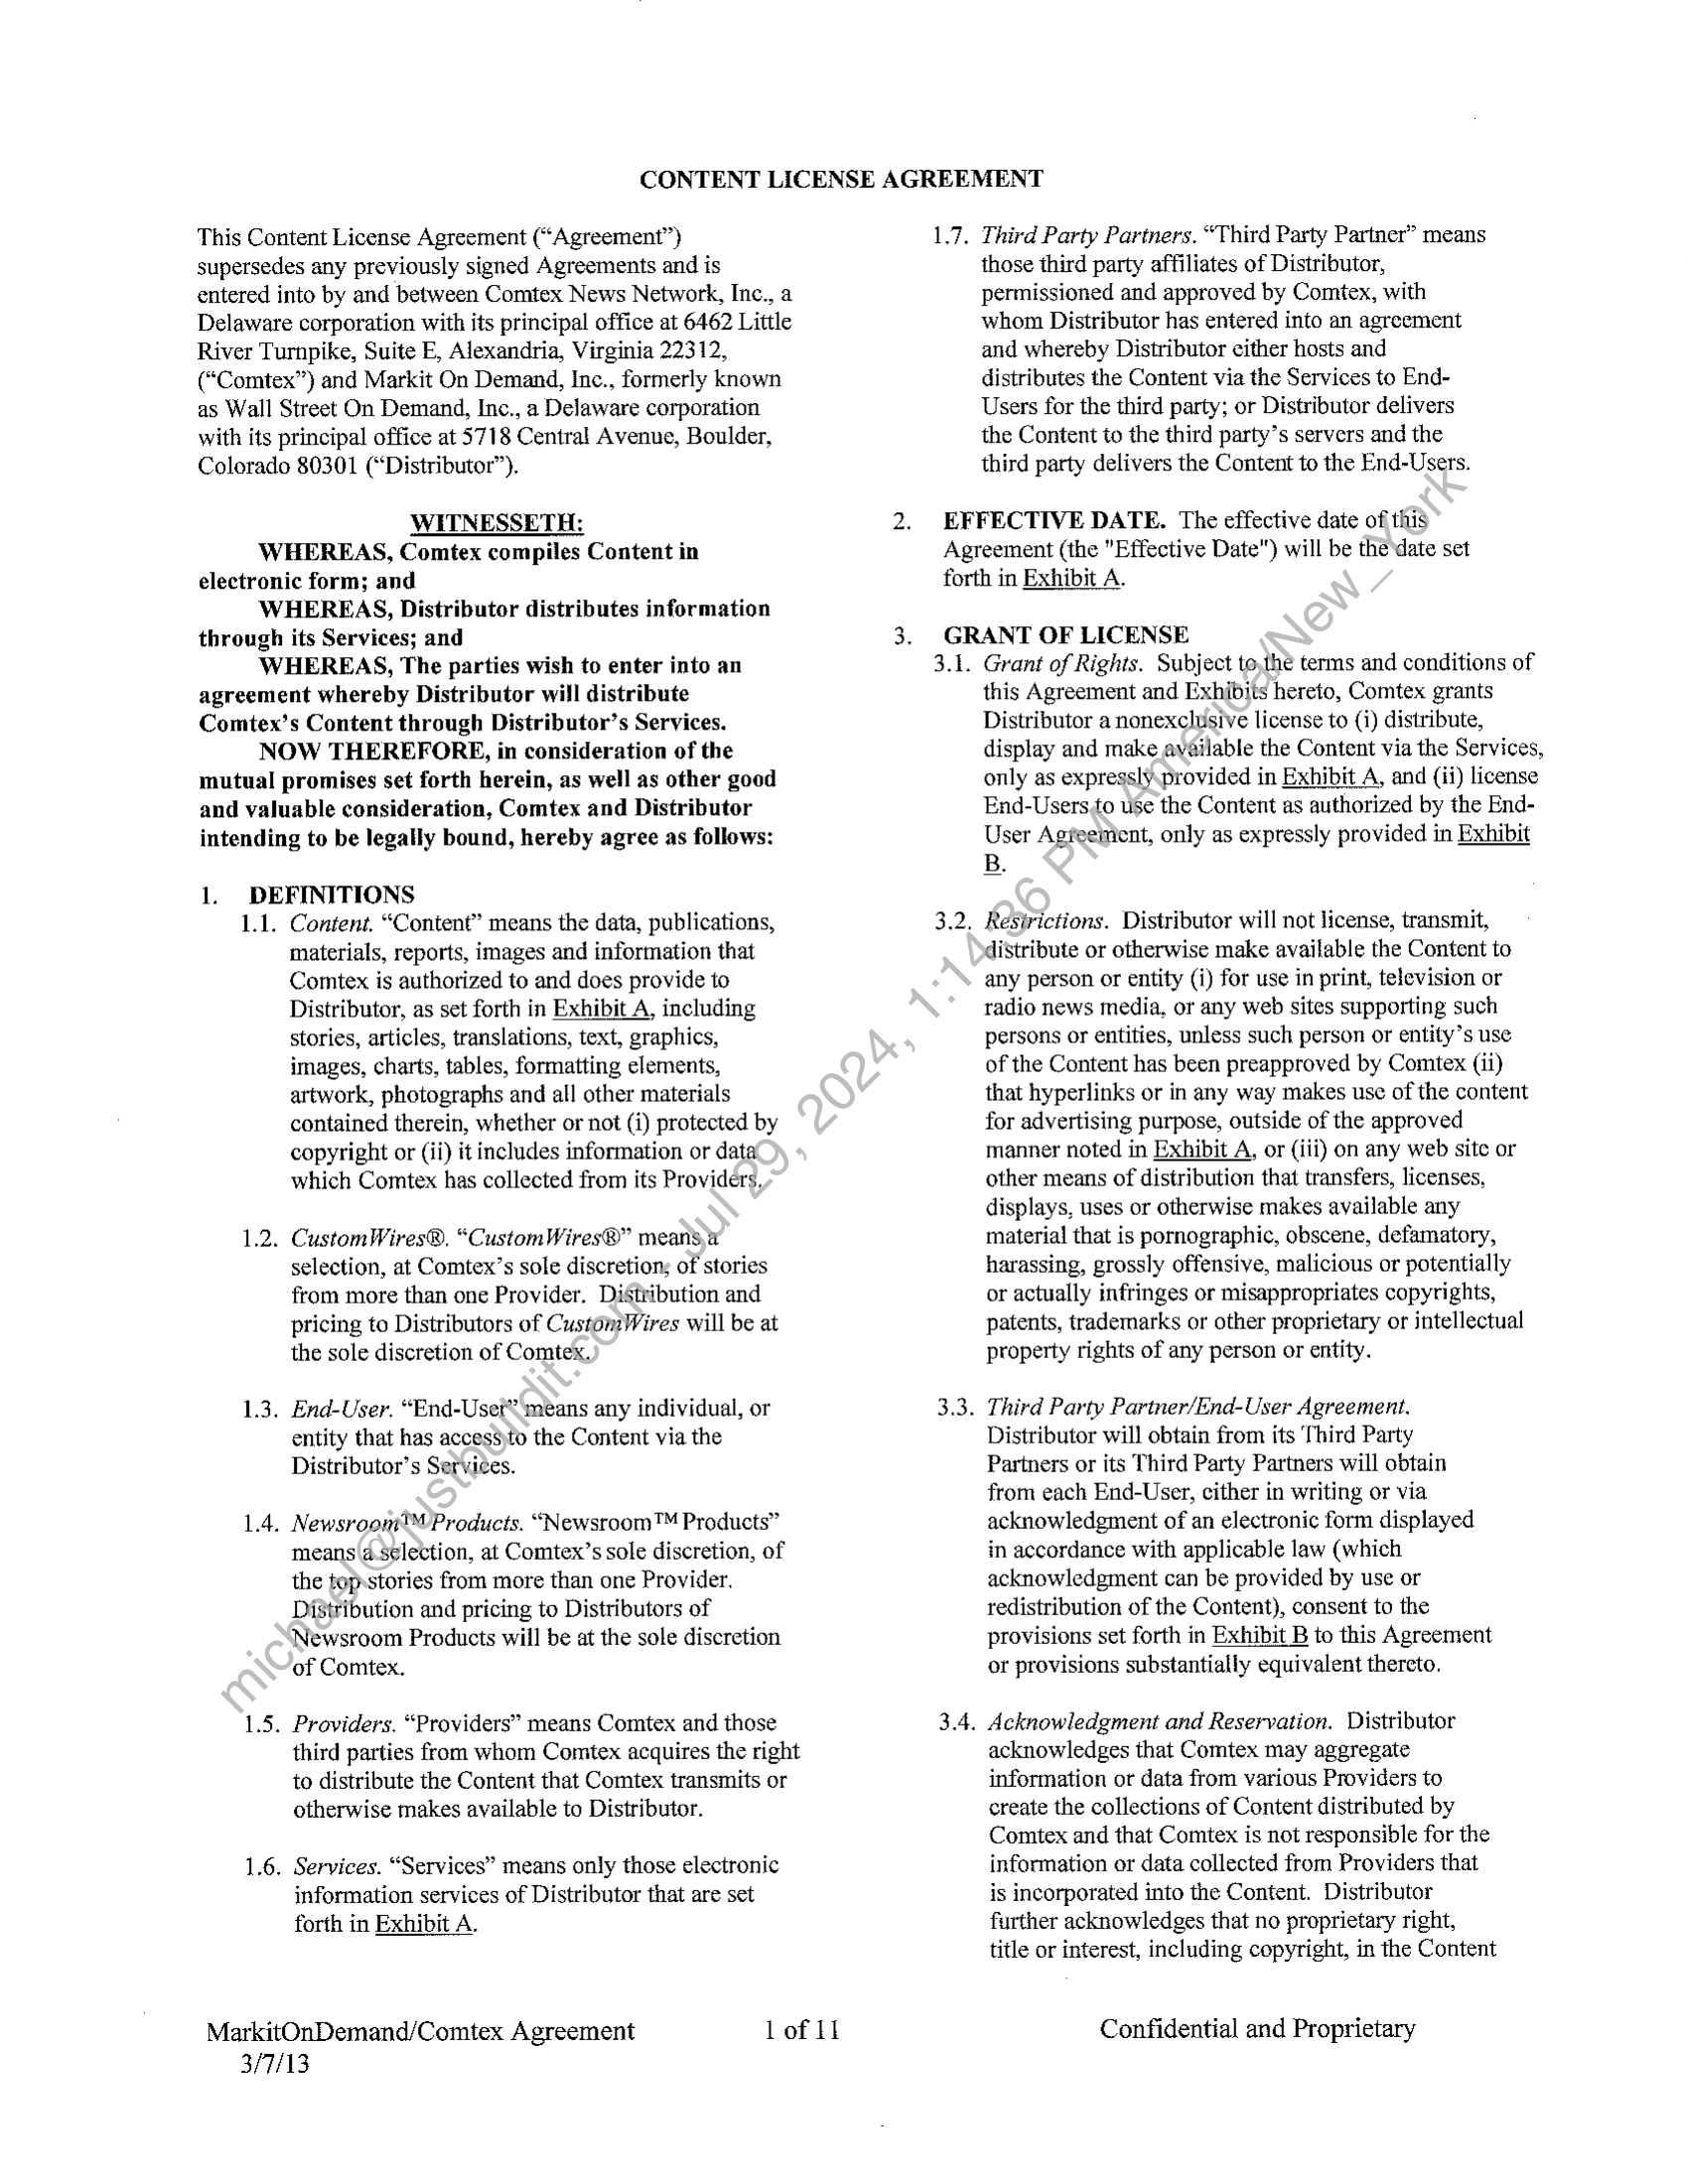 CONTENT LICENSE AGREEMENT
This Content License Agreement (“Agreement”)
supersedes any previously signed Agreements and is
entered into by and between Comtex News Network, Inc., a
Delaware corporation with its principal office at 6462 Little
River Turnpike, Suite E, Alexandria, Virginia 22312,
(“Comtex”) and Markit On Demand, Inc., formerly known
as Wall Street On Demand, Inc., a Delaware corporation
with its principal office at 5718 Central Avenue, Boulder,
Colorado 80301 (“Distributor”).
WITNESSETH:
WHEREAS, Comtex compiles Content in
electronic form; and
WHEREAS, Distributor distributes information
through its Services; and
WHEREAS, The parties wish to enter into an
agreement whereby Distributor will distribute
Comtex’s Content through Distributor’s Services.
NOW THEREFORE, in consideration of the
mutual promises set forth herein, as well as other good
and valuable consideration, Comtex and Distributor
intending to be legally bound, hereby agree as follows:
1. DEFINITIONS
1.1. Content. “Content” means the data, publications,
materials, reports, images and information that
Comtex is authorized to and does provide to
Distributor, as set forth in Exhibit A, including
stories, articles, translations, text, graphics,
images, charts, tables, formatting elements,
artwork, photographs and all other materials
contained therein, whether or not (i) protected by
copyright or (ii) it includes information or data
which Comtex has collected from its Providers.
1.2. CustomWires®. “CustomWires®” means a
selection, at Comtex’s sole discretion, of stories
from more than one Provider. Distribution and
pricing to Distributors of CustomWires will be at
the sole discretion of Comtex.
1.3. End-User. “End-User” means any individual, or
entity that has access to the Content via the
Distributor’s Services.
1.4. Newsroom™ Products. “Newsroom™ Products”
means a selection, at Comtex’s sole discretion, of
the top stories from more than one Provider.
Distribution and pricing to Distributors of
Newsroom Products will be at the sole discretion
of Comtex.
1.5. Providers. “Providers” means Comtex and those
third parties from whom Comtex acquires the right
to distribute the Content that Comtex transmits or
otherwise makes available to Distributor.
1.6. Services. “Services” means only those electronic
information services of Distributor that are set
forth in Exhibit A.
1.7. Third Party Partners. “Third Party Partner” means
those third party affiliates of Distributor,
permissioned and approved by Comtex, with
whom Distributor has entered into an agreement
and whereby Distributor either hosts and
distributes the Content via the Services to End-
Users for the third party; or Distributor delivers
the Content to the third party’s servers and the
third party delivers the Content to the End-Users.
2. EFFECTIVE DATE. The effective date of this
Agreement (the "Effective Date") will be the date set
forth in Exhibit A.
3. GRANT OF LICENSE
3.1. Grant of Rights. Subject to the terms and conditions of
this Agreement and Exhibits hereto, Comtex grants
Distributor a nonexclusive license to (i) distribute,
display and make available the Content via the Services,
only as expressly provided in Exhibit A, and (ii) license
End-Users to use the Content as authorized by the End-
User Agreement, only as expressly provided in Exhibit
B.
3.2. Restrictions. Distributor will not license, transmit,
distribute or otherwise make available the Content to
any person or entity (i) for use in print, television or
radio news media, or any web sites supporting such
persons or entities, unless such person or entity’s use
of the Content has been preapproved by Comtex (ii)
that hyperlinks or in any way makes use of the content
for advertising purpose, outside of the approved
manner noted in Exhibit A, or (iii) on any web site or
other means of distribution that transfers, licenses,
displays, uses or otherwise makes available any
material that is pornographic, obscene, defamatory,
harassing, grossly offensive, malicious or potentially
or actually infringes or misappropriates copyrights,
patents, trademarks or other proprietary or intellectual
property rights of any person or entity.
3.3. Third Party Partner/End-User Agreement.
Distributor will obtain from its Third Party
Partners or its Third Party Partners will obtain
from each End-User, either in writing or via
acknowledgment of an electronic form displayed
in accordance with applicable law (which
acknowledgment can be provided by use or
redistribution of the Content), consent to the
provisions set forth in Exhibit B to this Agreement
or provisions substantially equivalent thereto.
3.4. Acknowledgment and Reservation. Distributor
acknowledges that Comtex may aggregate
information or data from various Providers to
create the collections of Content distributed by
Comtex and that Comtex is not responsible for the
information or data collected from Providers that
is incorporated into the Content. Distributor
further acknowledges that no proprietary right,
title or interest, including copyright, in the Content
michael@justbuildit.com - Jul 29, 2024, 1:14:36 PM America/New_York
MarkitOnDemand/Comtex Agreement 1 of 11 Confidential and Proprietary
3/7/13